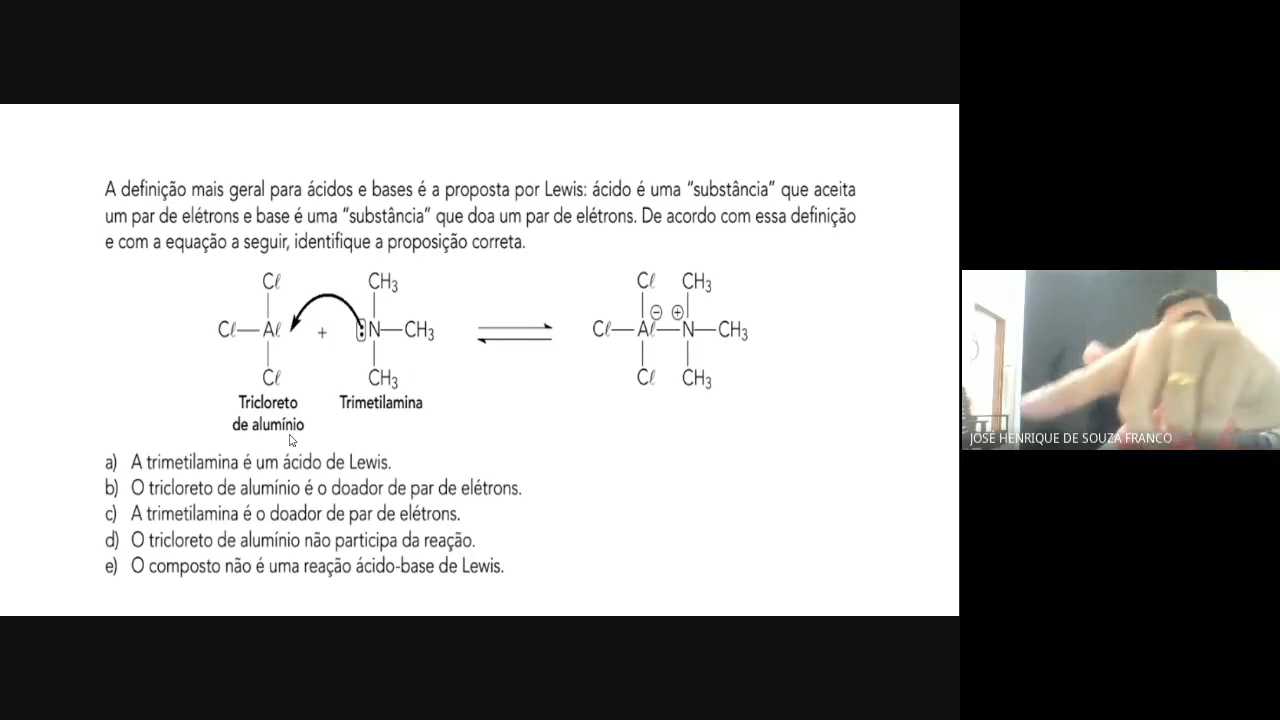 A definição mais geral para ácidos e bases é a proposta por Lewis: ácido é uma “substância” que aceita
um par de elétrons e base é uma “substância” que doa um par de elétrons. De acordo com essa definição
e com a equação a seguir, identifique a proposição correta.
Cℓ CH₃ Cℓ CH₃
Cℓ—Aℓ + :N—CH₃ ⇌ Cℓ—Aℓ⊖—⊕N—CH₃
Cℓ CH₃ Cℓ CH₃
Tricloreto Trimetilamina
de alumínio
a) A trimetilamina é um ácido de Lewis.
b) O tricloreto de alumínio é o doador de par de elétrons.
c) A trimetilamina é o doador de par de elétrons.
d) O tricloreto de alumínio não participa da reação.
e) O composto não é uma reação ácido-base de Lewis.
JOSÉ HENRIQUE DE SOUZA FRANCO